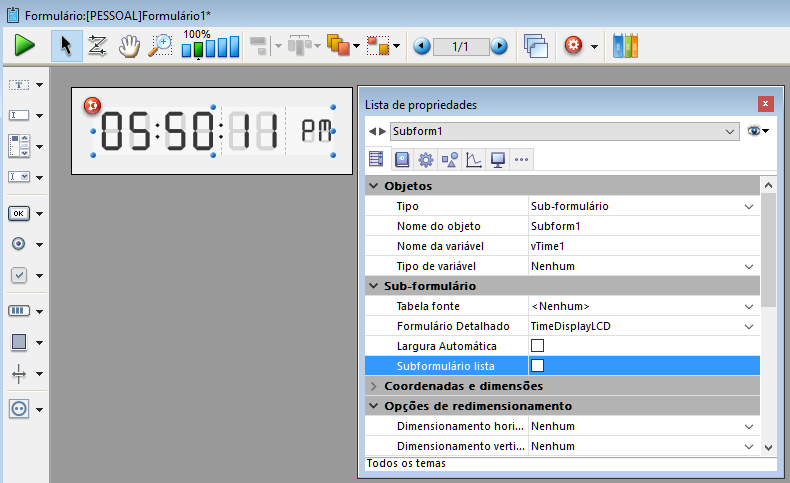 Formulário:[PESSOAL]Formulário1*
100%
1/1
T
OK
05:50:11 PM
Lista de propriedades
Subform1
Objetos
Tipo Sub-formulário
Nome do objeto Subform1
Nome da variável vTime1
Tipo de variável Nenhum
Sub-formulário
Tabela fonte <Nenhum>
Formulário Detalhado TimeDisplayLCD
Largura Automática
Subformulário lista
Coordenadas e dimensões
Opções de redimensionamento
Dimensionamento hori... Nenhum
Dimensionamento verti... Nenhum
Todos os temas